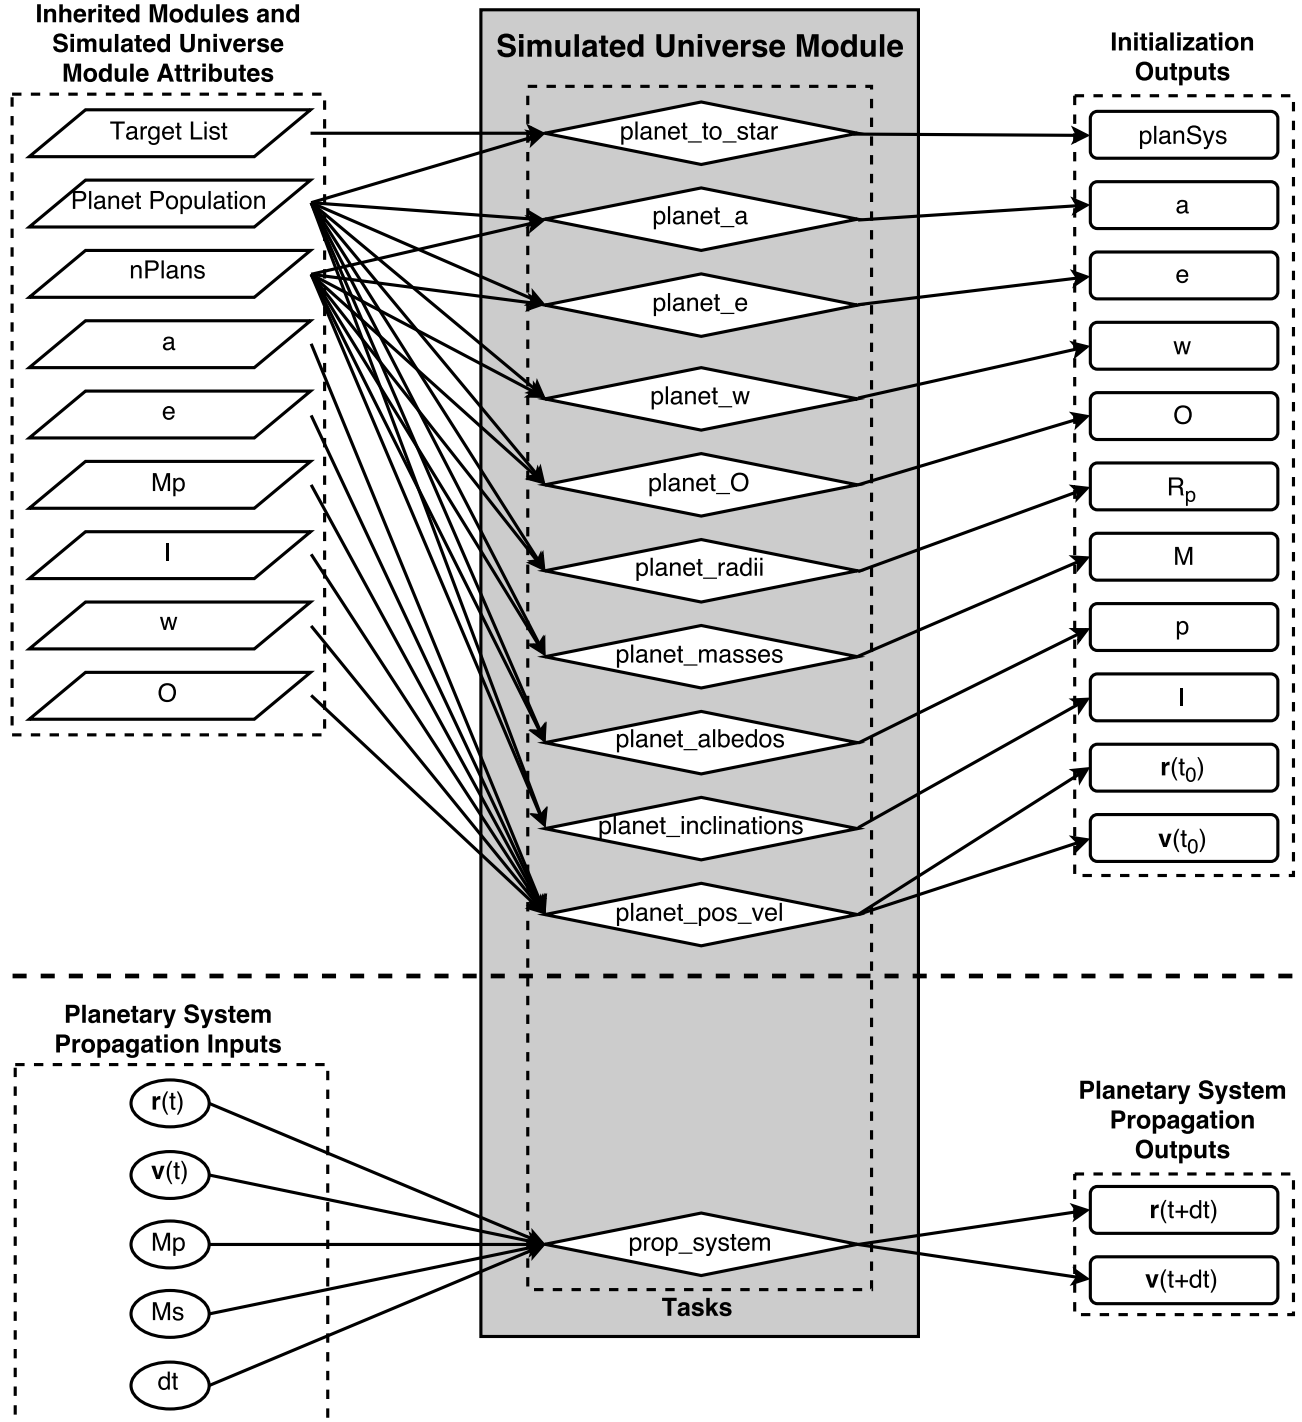 Inherited Modules and
Simulated Universe
Module Attributes
Simulated Universe Module
Initialization
Outputs
Target List
Planet Population
nPlans
a
e
Mp
I
w
O
planet_to_star
planet_a
planet_e
planet_w
planet_O
planet_radii
planet_masses
planet_albedos
planet_inclinations
planet_pos_vel
planSys
a
e
w
O
Rp
M
p
I
r(t0)
v(t0)
Planetary System
Propagation Inputs
r(t)
v(t)
Mp
Ms
dt
prop_system
Tasks
Planetary System
Propagation
Outputs
r(t+dt)
v(t+dt)